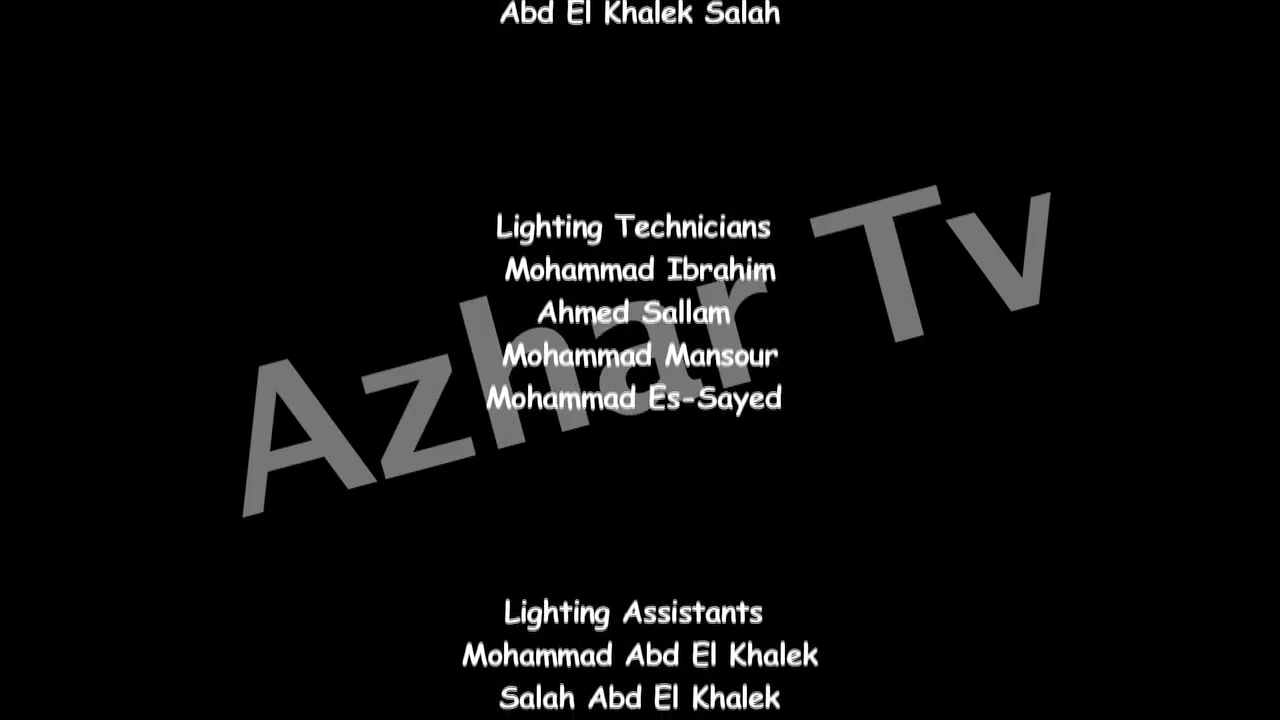 Abd El Khalek Salah
Lighting Technicians
Mohammad Ibrahim
Ahmed Sallam
Mohammad Mansour
Mohammad Es-Sayed
Azhar Tv
Lighting Assistants
Mohammad Abd El Khalek
Salah Abd El Khalek